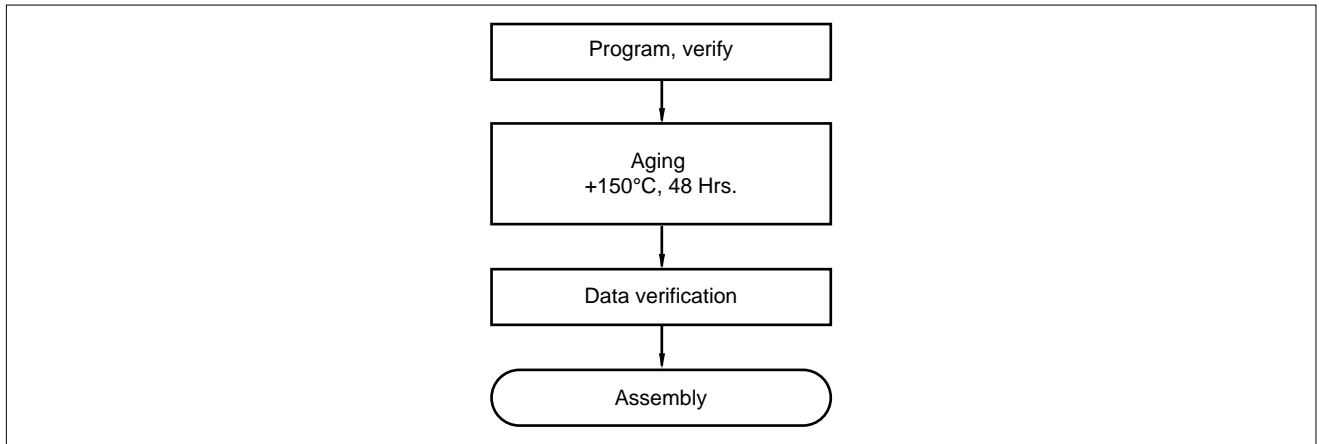 Program, verify
Aging
+150°C, 48 Hrs.
Data verification
Assembly